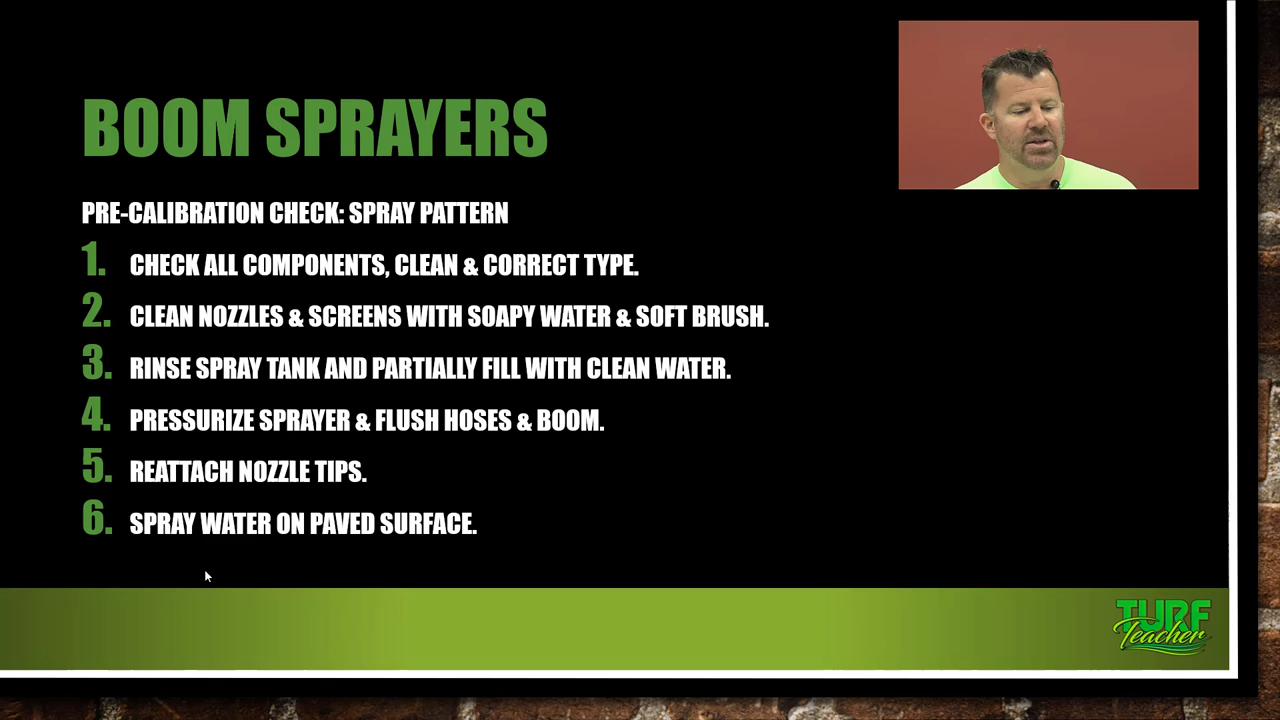 BOOM SPRAYERS
PRE-CALIBRATION CHECK: SPRAY PATTERN
1. CHECK ALL COMPONENTS, CLEAN & CORRECT TYPE.
2. CLEAN NOZZLES & SCREENS WITH SOAPY WATER & SOFT BRUSH.
3. RINSE SPRAY TANK AND PARTIALLY FILL WITH CLEAN WATER.
4. PRESSURIZE SPRAYER & FLUSH HOSES & BOOM.
5. REATTACH NOZZLE TIPS.
6. SPRAY WATER ON PAVED SURFACE.
TURF
Teacher